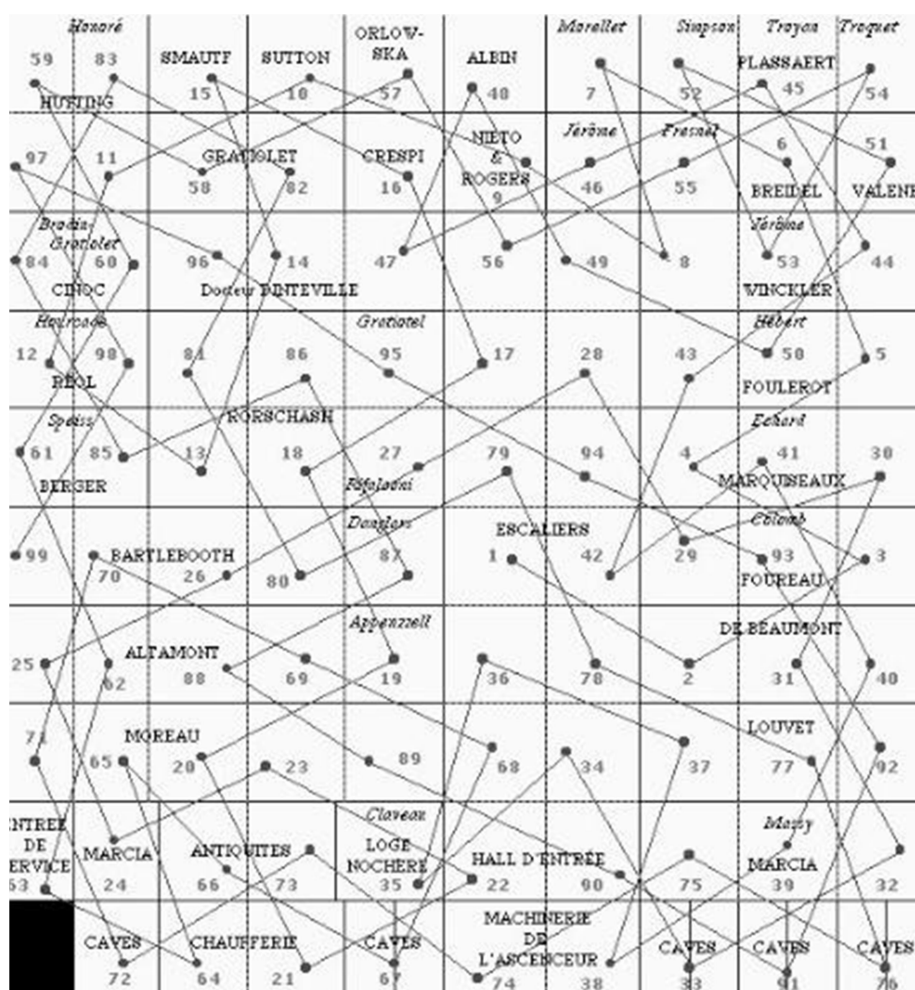 Honoré Morellet Simpson Troyan Troquet
59 83 SMAUTF SUTTON ORLOW-
SKA ALBIN PLASSAERT
HUTTING 15 10 57 48 7 52 45 54
97 11 GRATIOLET CRESPI NIETO
&
ROGERS Jérôme Fresnel 6 51
58 82 16 9 46 55 BREIDEL VALENE
Brodin-
Gratiolet Jérôme
84 60 96 14 47 56 49 8 53 44
CINOC Docteur DINTEVILLE WINCKLER
Hourcade Gratiolet Hébert
12 98 81 86 95 17 28 43 50 5
REOL FOULEROT
Speiss RORSCHASH Echard
61 85 13 18 27 79 94 4 41 30
BERGER MARQUISEAUX
Danglars ESCALIERS Colomb
99 BARTLEBOOTH 87 1 42 29 93 3
70 26 80 FOUREAU
Appenzzell DE BEAUMONT
25 ALTAMONT
62 88 69 19 36 78 2 31 40
71 MOREAU LOUVET
65 20 23 89 68 34 37 77 92
ENTREE
DE
SERVICE Claveau Massy
MARCIA ANTIQUITES LOGE
NOCHERE HALL D'ENTRÉE MARCIA
63 24 66 73 35 22 90 75 39 32
CAVES CHAUFFERIE CAVES MACHINERIE
DE
L'ASCENCEUR CAVES CAVES CAVES
72 64 21 67 74 38 33 91 76